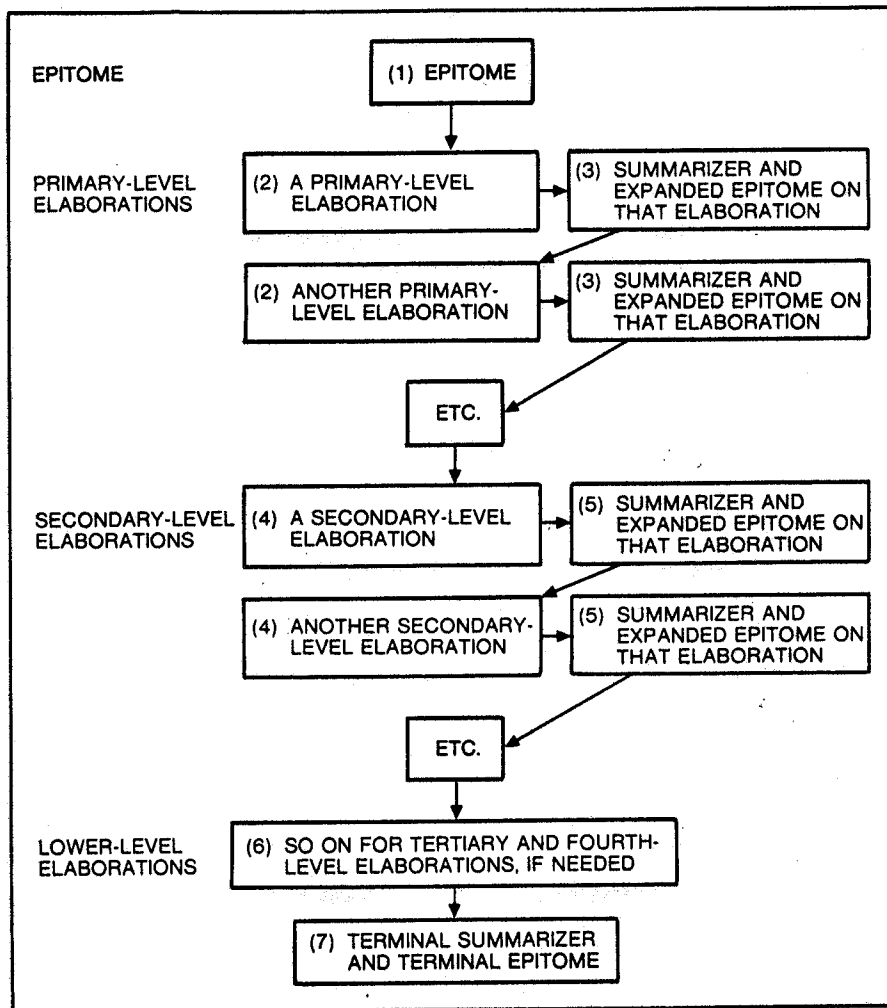 EPITOME
(1) EPITOME
PRIMARY-LEVEL
ELABORATIONS
(2) A PRIMARY-LEVEL
ELABORATION
(3) SUMMARIZER AND
EXPANDED EPITOME ON
THAT ELABORATION
(2) ANOTHER PRIMARY-
LEVEL ELABORATION
(3) SUMMARIZER AND
EXPANDED EPITOME ON
THAT ELABORATION
ETC.
SECONDARY-LEVEL
ELABORATIONS
(4) A SECONDARY-LEVEL
ELABORATION
(5) SUMMARIZER AND
EXPANDED EPITOME ON
THAT ELABORATION
(4) ANOTHER SECONDARY-
LEVEL ELABORATION
(5) SUMMARIZER AND
EXPANDED EPITOME ON
THAT ELABORATION
ETC.
LOWER-LEVEL
ELABORATIONS
(6) SO ON FOR TERTIARY AND FOURTH-
LEVEL ELABORATIONS, IF NEEDED
(7) TERMINAL SUMMARIZER
AND TERMINAL EPITOME